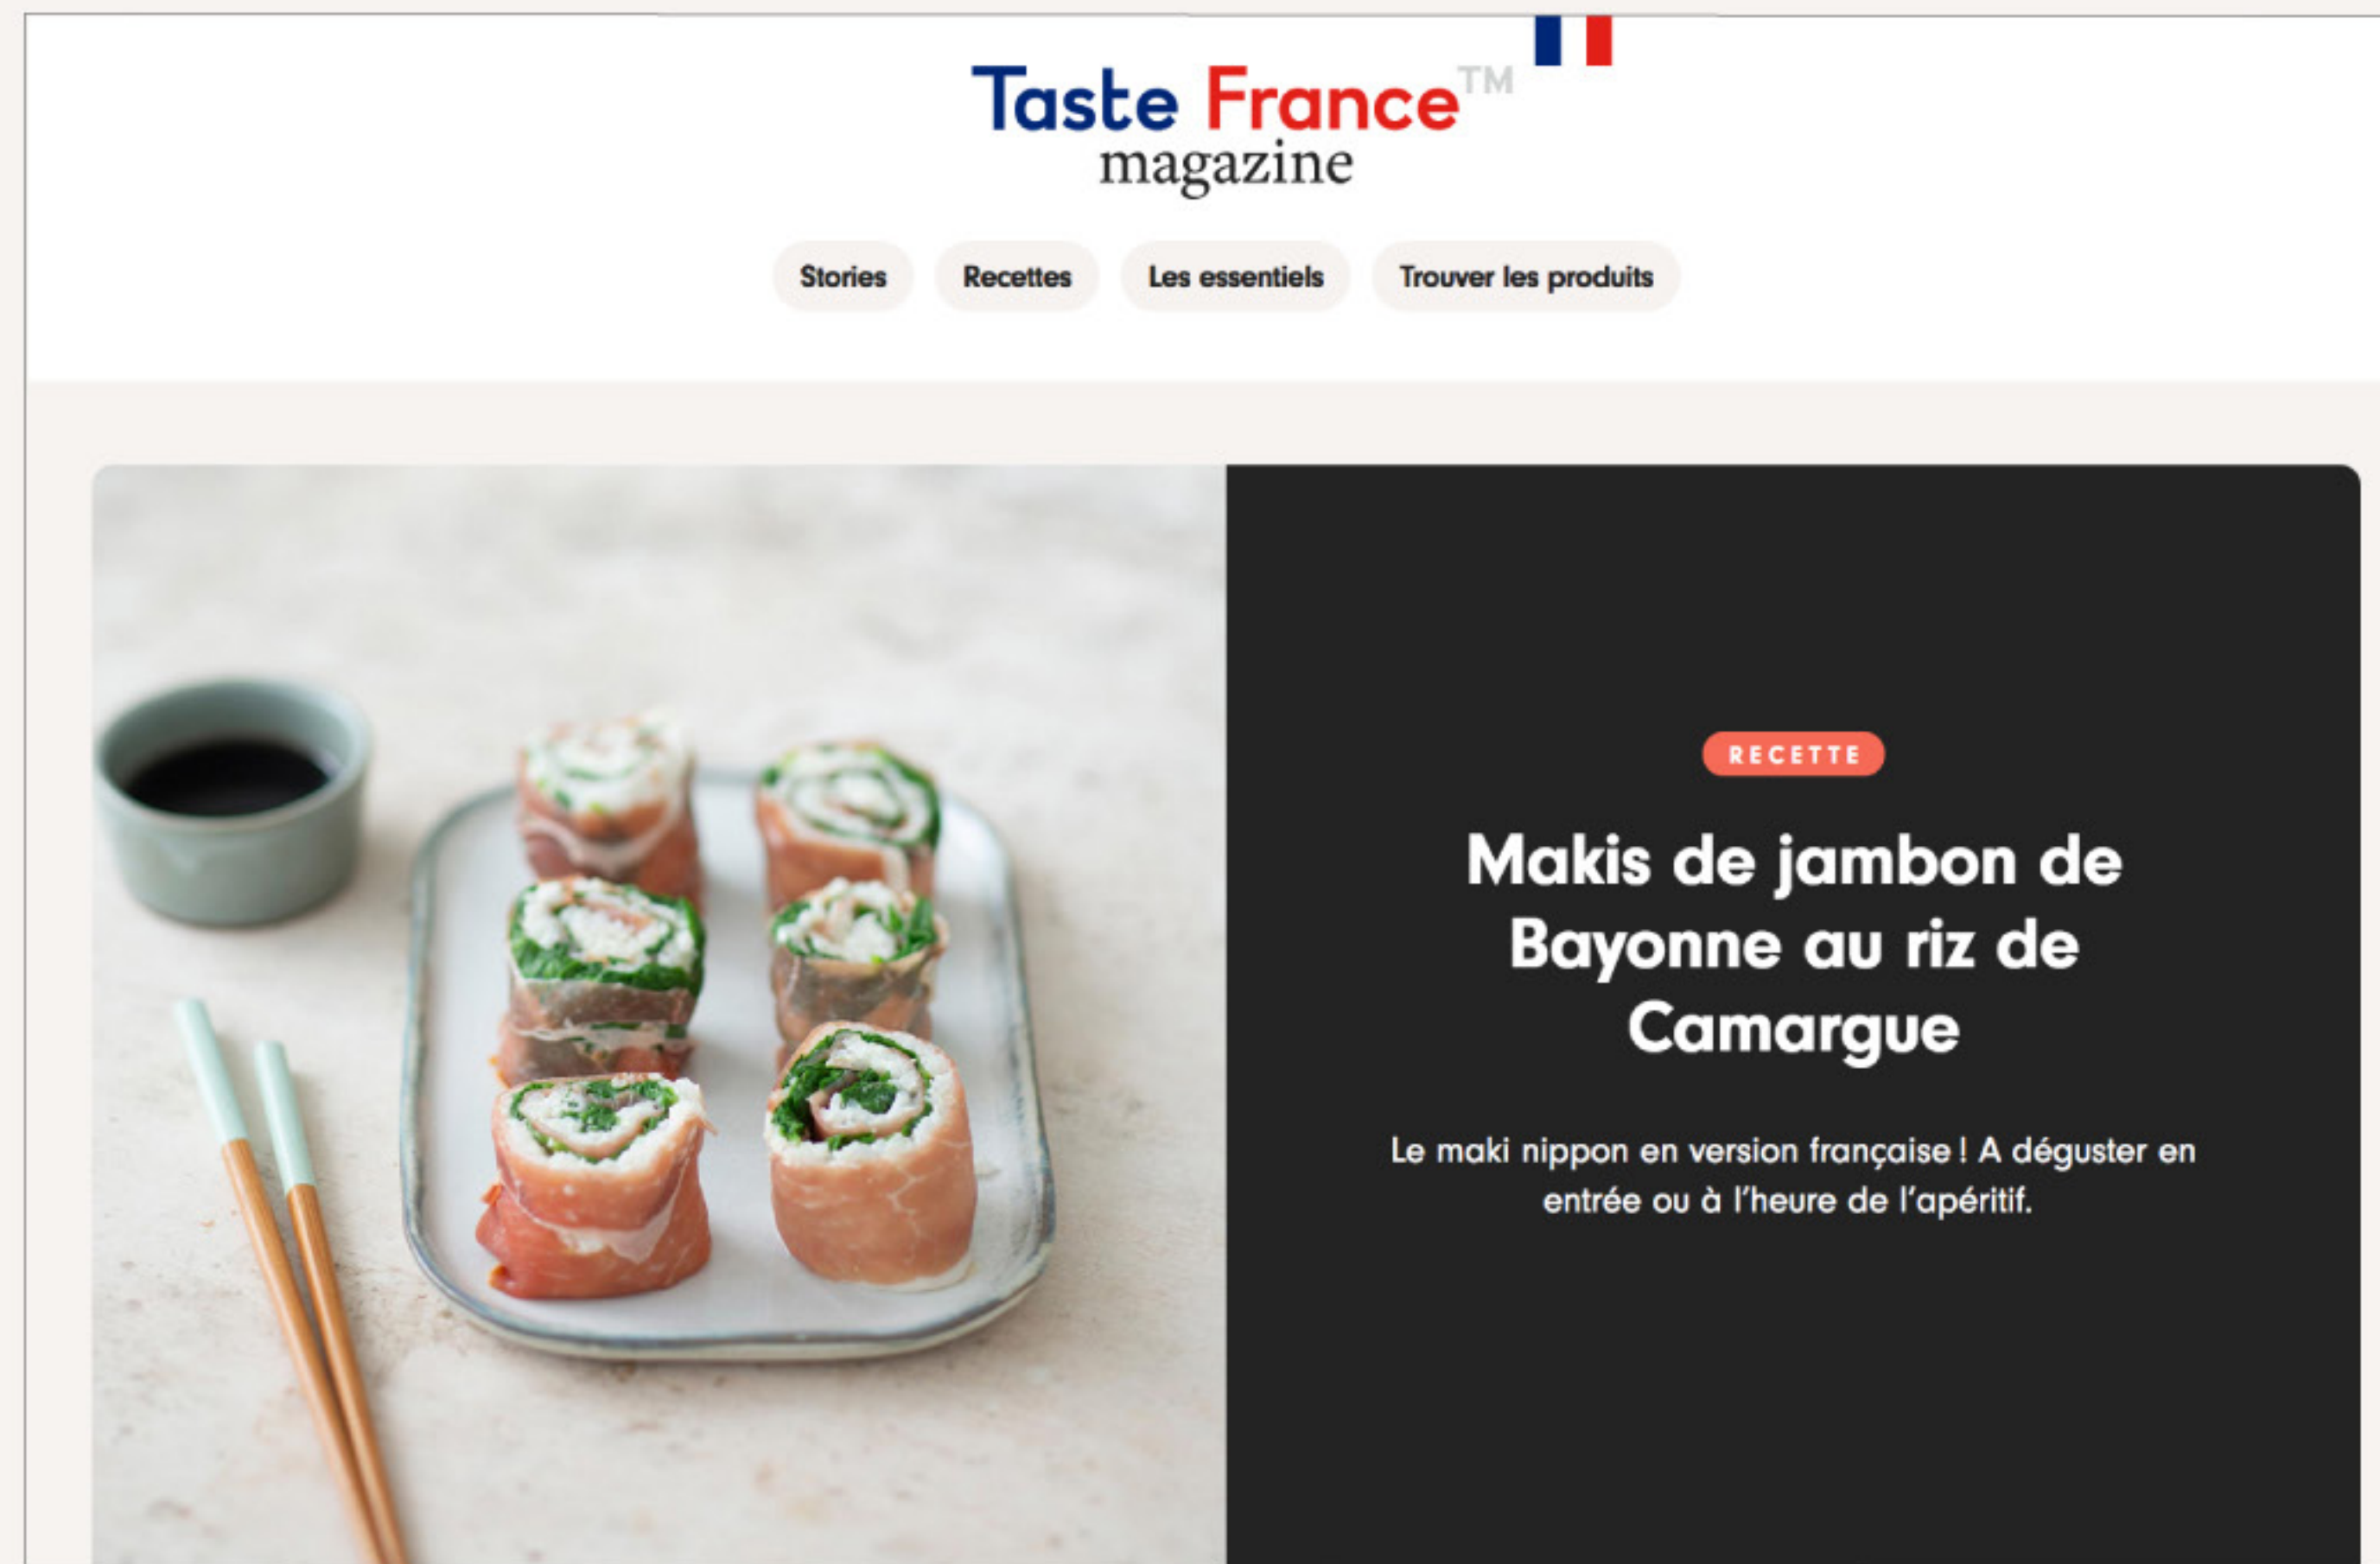 Taste France™
magazine
Stories Recettes Les essentiels Trouver les produits
RECETTE
Makis de jambon de
Bayonne au riz de
Camargue
Le maki nippon en version française ! A déguster en
entrée ou à l’heure de l’apéritif.